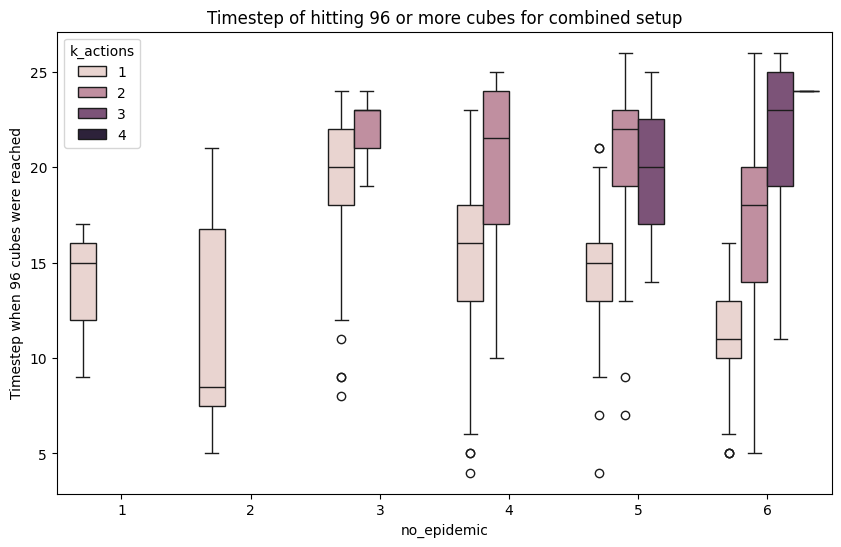 Timestep of hitting 96 or more cubes for combined setup
k_actions
1
2
3
4
Timestep when 96 cubes were reached
25
20
15
10
5
1 2 3 4 5 6
no_epidemic